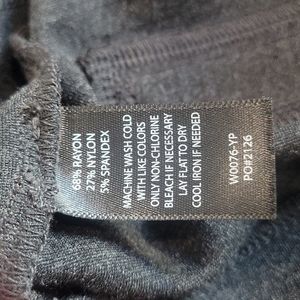 68% RAYON
27% NYLON
5% SPANDEX
MACHINE WASH COLD
WITH LIKE COLORS
ONLY NON-CHLORINE
BLEACH IF NECESSARY
LAY FLAT TO DRY
COOL IRON IF NEEDED
W0076-YP
PO#2126